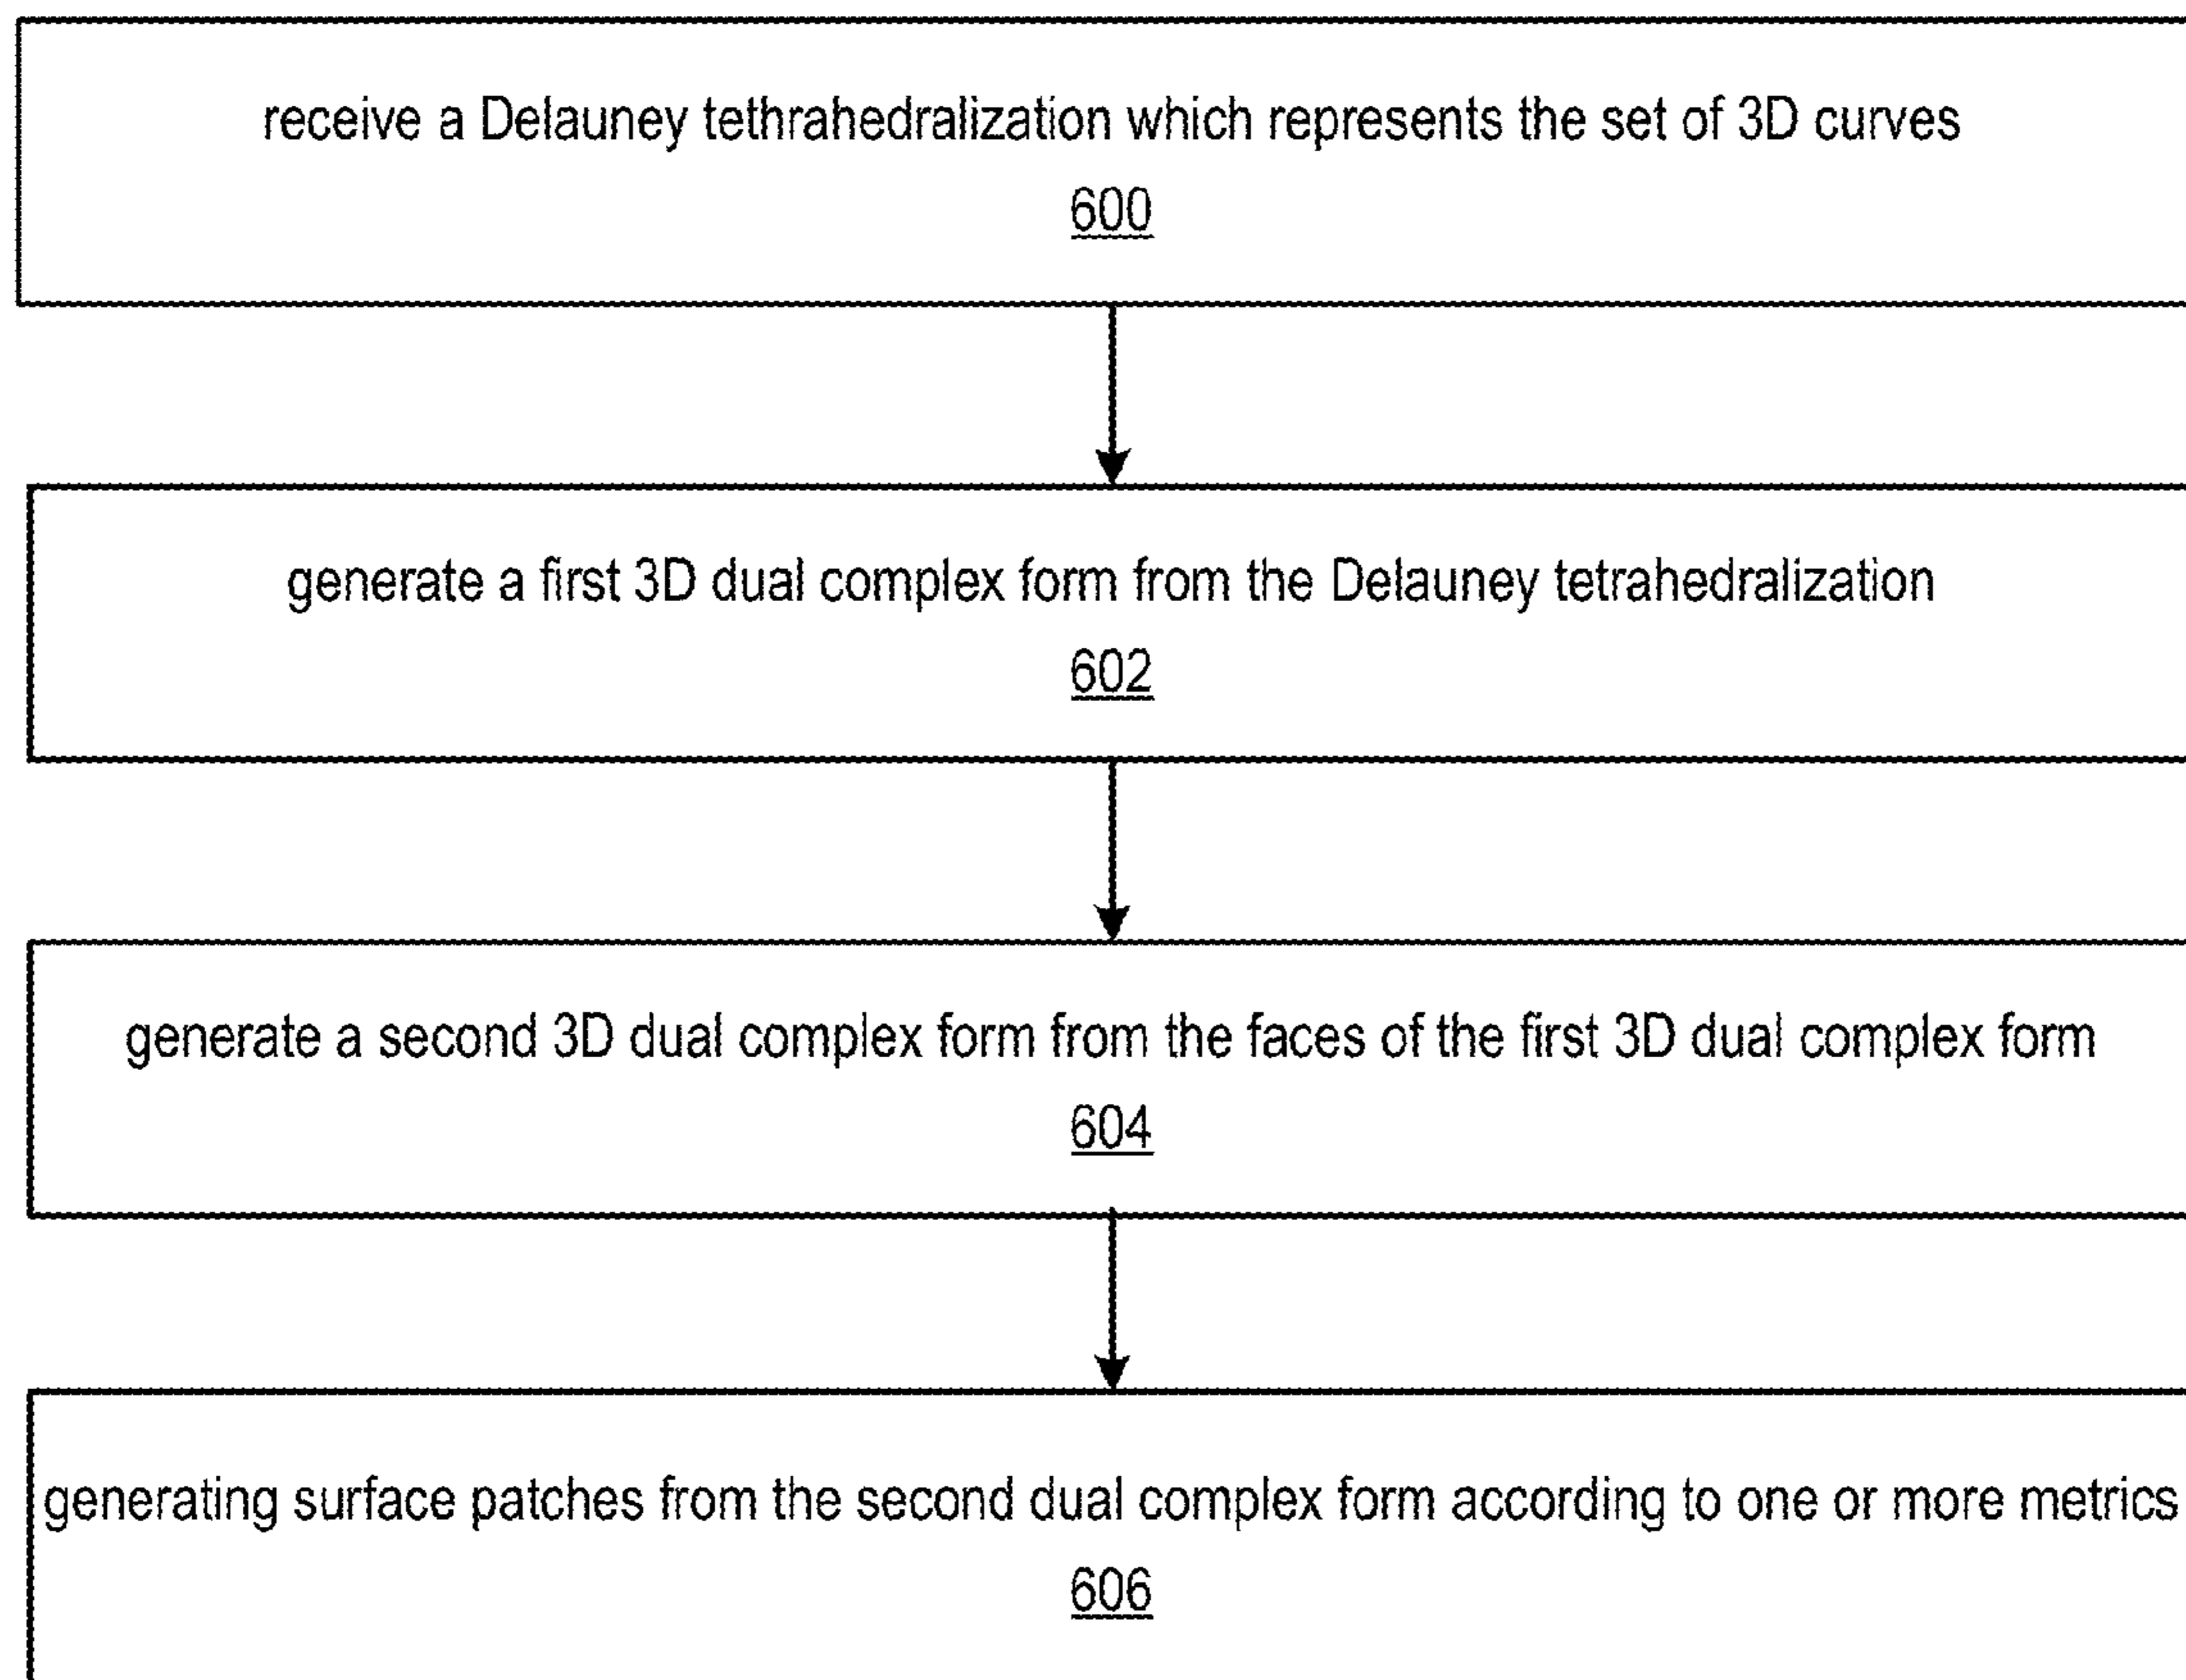 receive a Delauney tethrahedralization which represents the set of 3D curves
600
generate a first 3D dual complex form from the Delauney tetrahedralization
602
generate a second 3D dual complex form from the faces of the first 3D dual complex form
604
generating surface patches from the second dual complex form according to one or more metrics
606